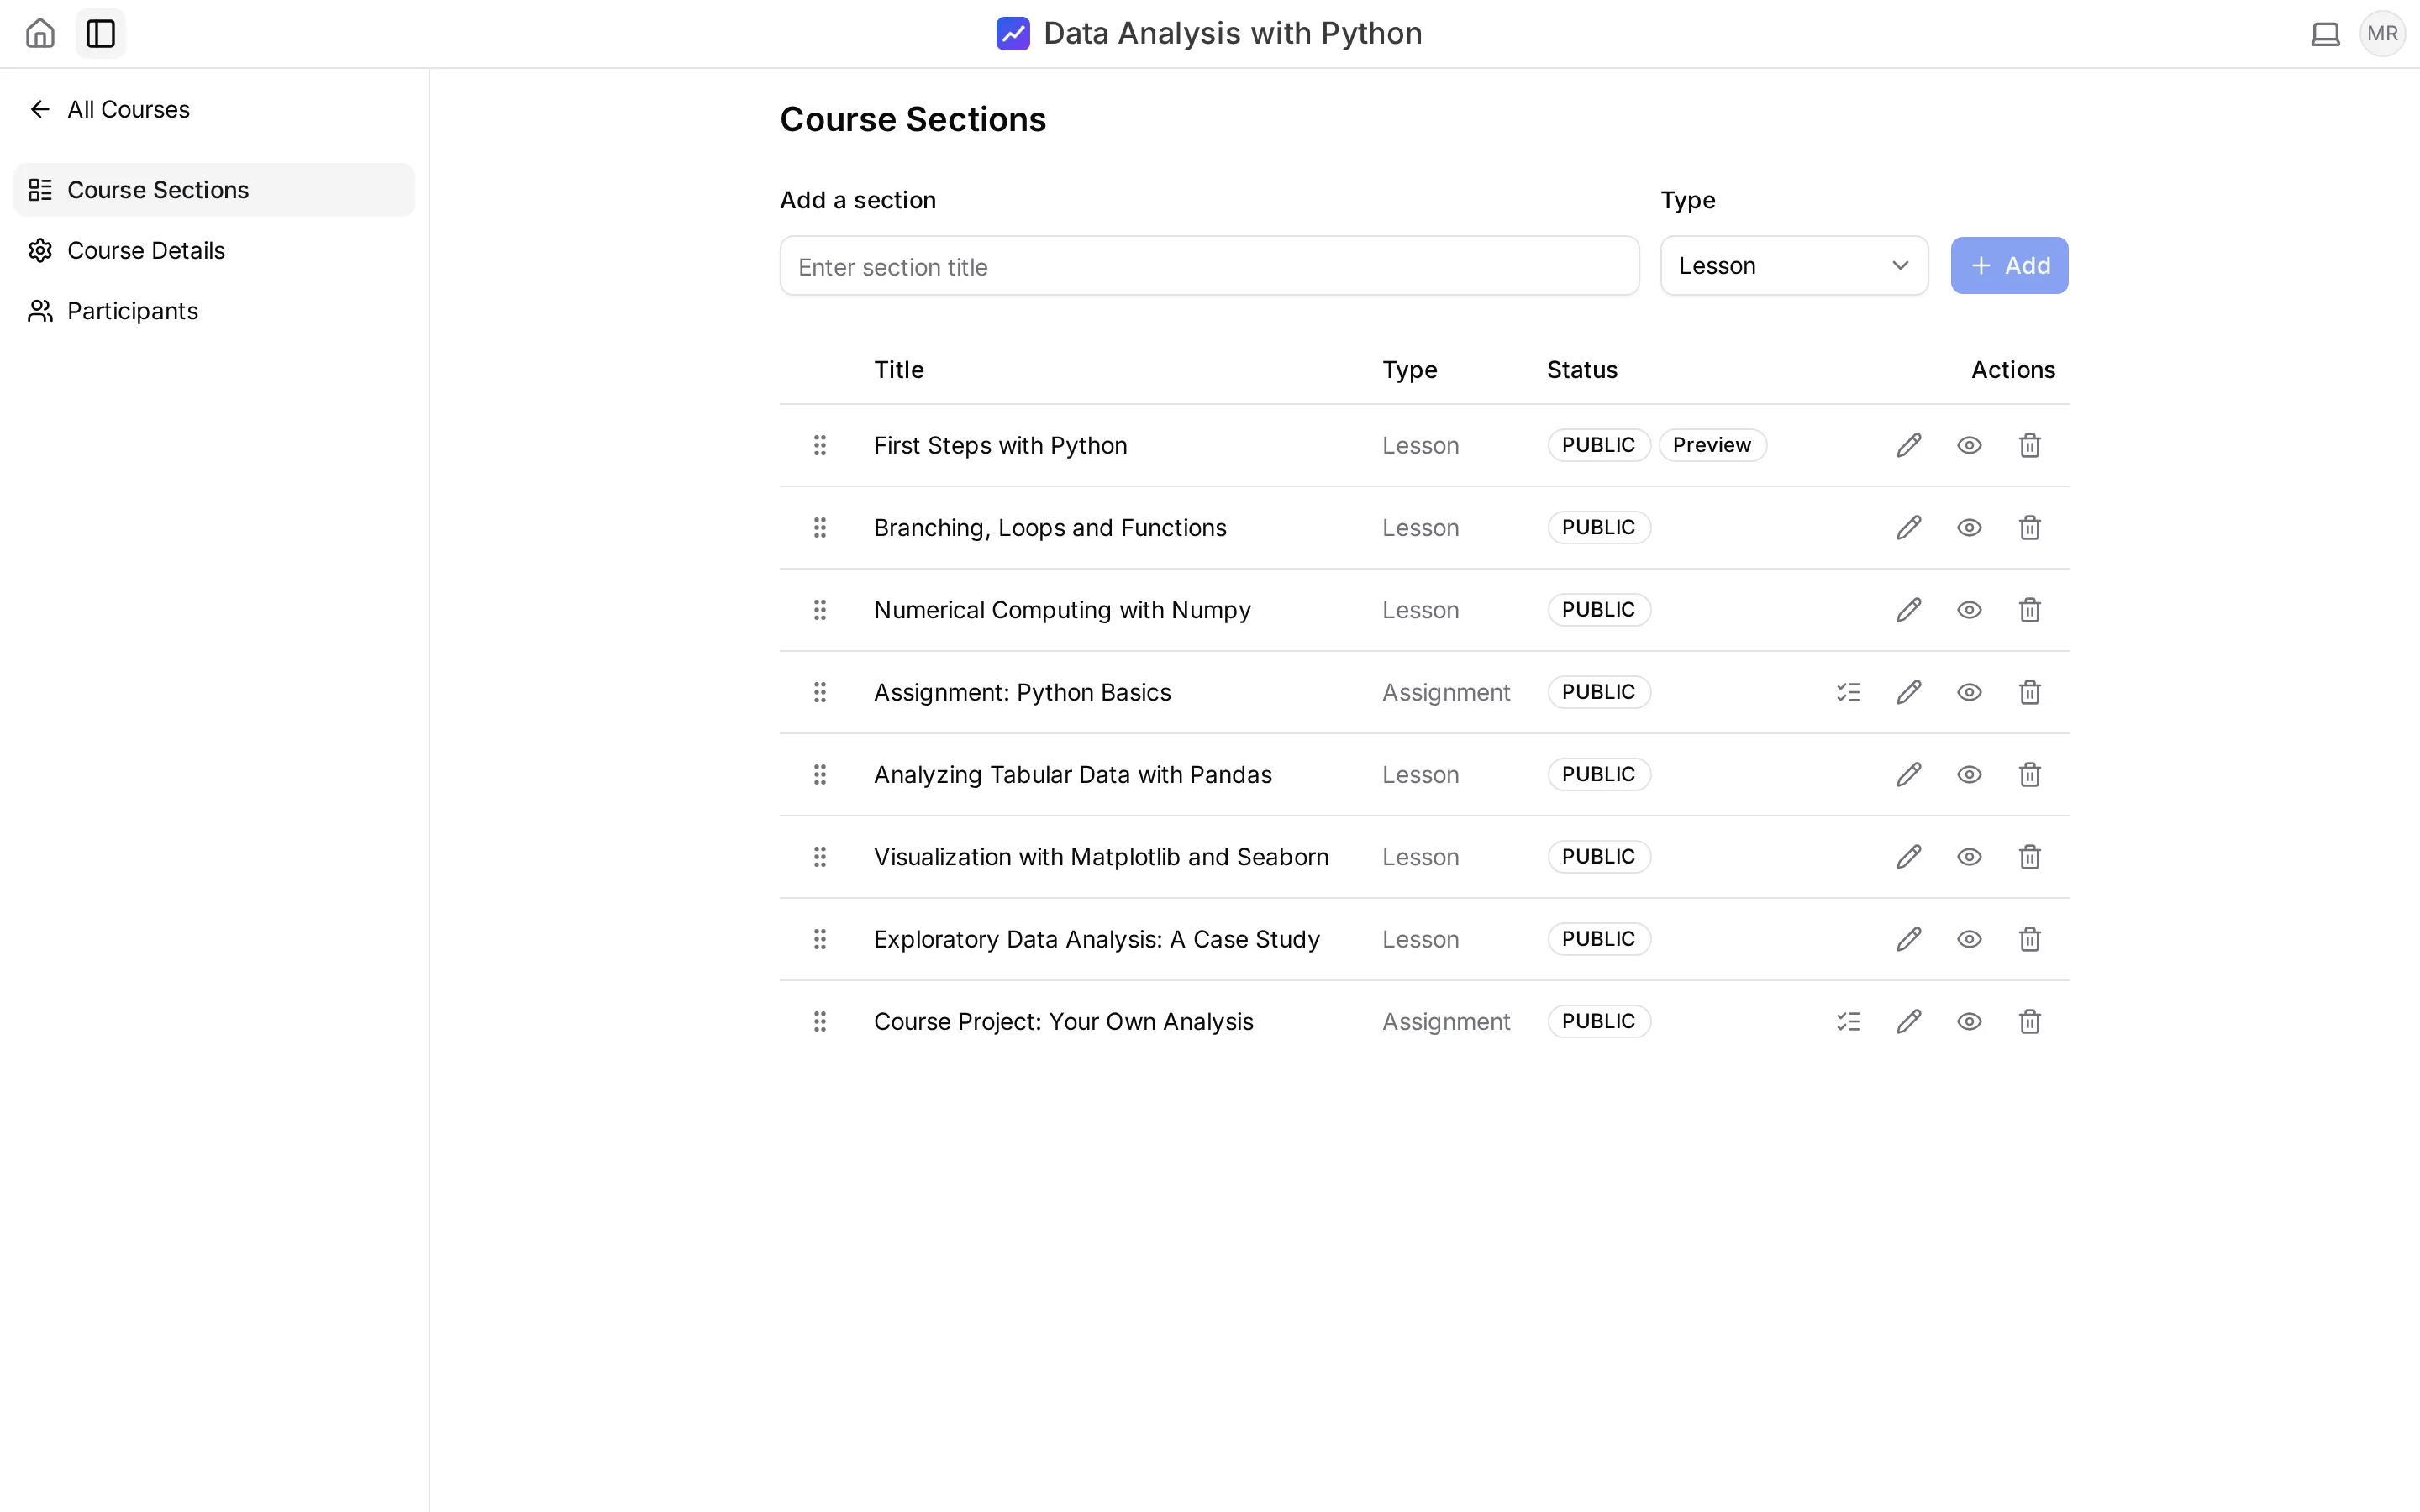 Data Analysis with Python
MR
All Courses
Course Sections
Course Details
Participants
Course Sections
Add a section
Type
Enter section title
Lesson
Add
Title Type Status Actions
First Steps with Python Lesson PUBLIC Preview
Branching, Loops and Functions Lesson PUBLIC
Numerical Computing with Numpy Lesson PUBLIC
Assignment: Python Basics Assignment PUBLIC
Analyzing Tabular Data with Pandas Lesson PUBLIC
Visualization with Matplotlib and Seaborn Lesson PUBLIC
Exploratory Data Analysis: A Case Study Lesson PUBLIC
Course Project: Your Own Analysis Assignment PUBLIC